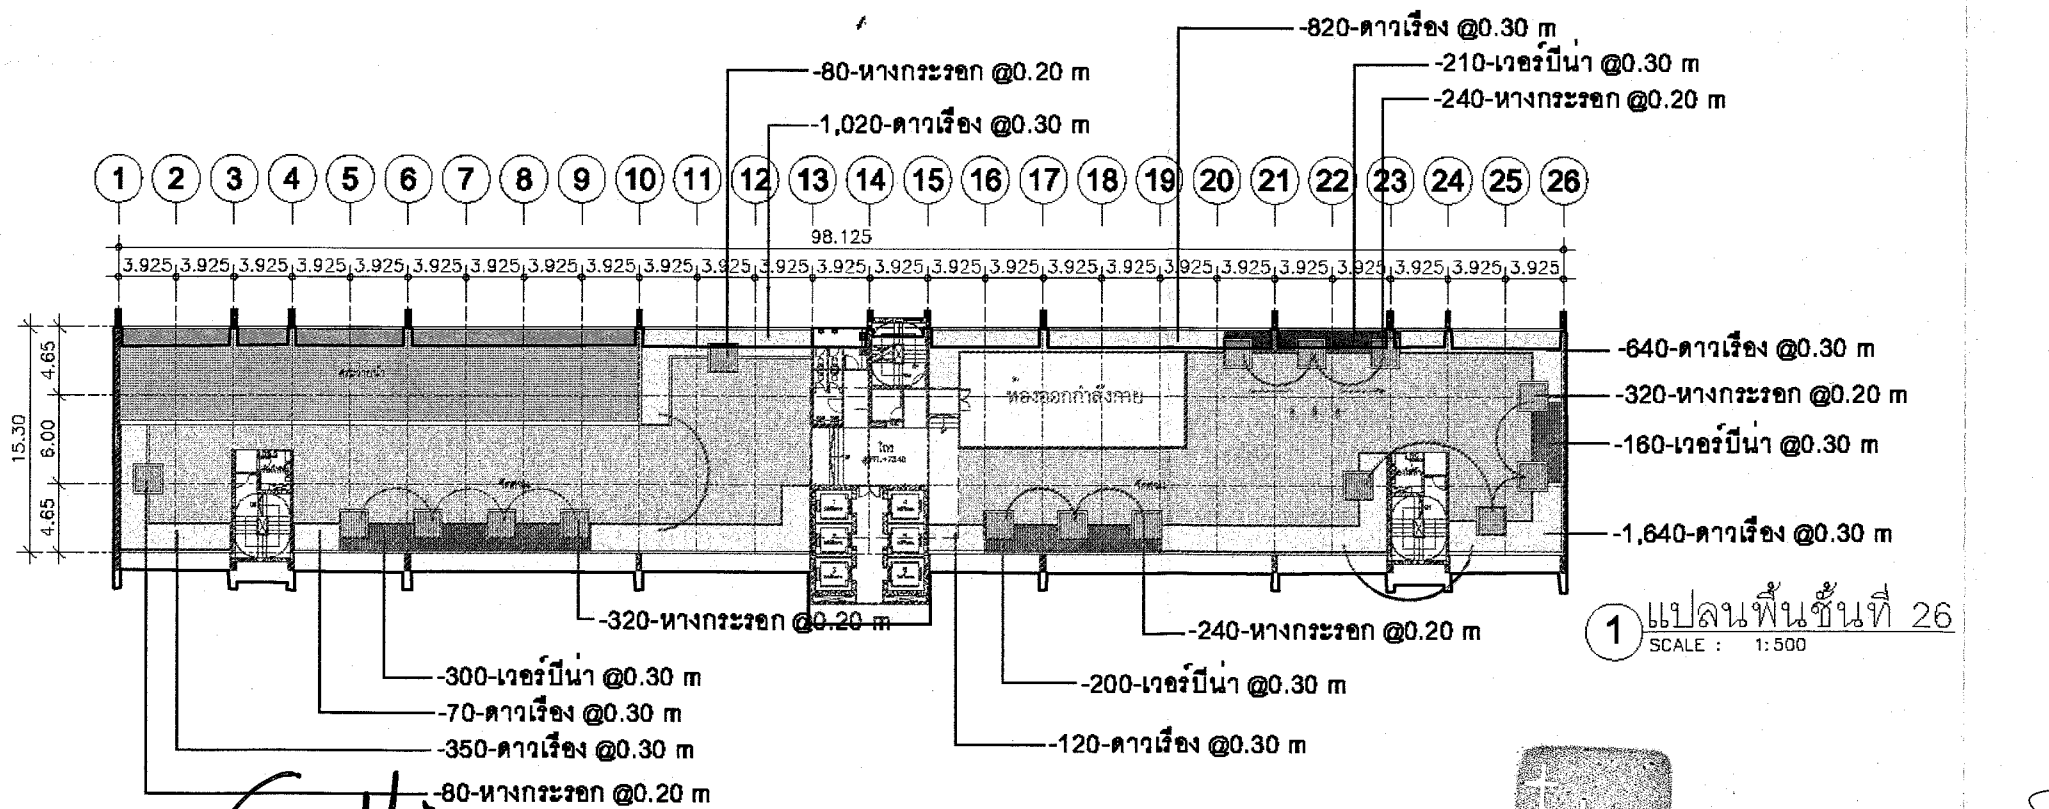 -820-ดาวเรือง @0.30 m
-80-หางกระรอก @0.20 m
-210-เวอร์บีน่า @0.30 m
-240-หางกระรอก @0.20 m
-1,020-ดาวเรือง @0.30 m
1 2 3 4 5 6 7 8 9 10 11 12 13 14 15 16 17 18 19 20 21 22 23 24 25 26
98.125
3.925 3.925 3.925 3.925 3.925 3.925 3.925 3.925 3.925 3.925 3.925 3.925 3.925 3.925 3.925 3.925 3.925 3.925 3.925 3.925 3.925 3.925 3.925 3.925 3.925
15.30
4.65
6.00
4.65
สระว่ายน้ำ
ห้องออกกำลังกาย
โถง
-640-ดาวเรือง @0.30 m
-320-หางกระรอก @0.20 m
-160-เวอร์บีน่า @0.30 m
-1,640-ดาวเรือง @0.30 m
-320-หางกระรอก @0.20 m
-240-หางกระรอก @0.20 m
-300-เวอร์บีน่า @0.30 m
-200-เวอร์บีน่า @0.30 m
-70-ดาวเรือง @0.30 m
-350-ดาวเรือง @0.30 m
-120-ดาวเรือง @0.30 m
-80-หางกระรอก @0.20 m
1 แปลนพื้นชั้นที่ 26
SCALE : 1:500